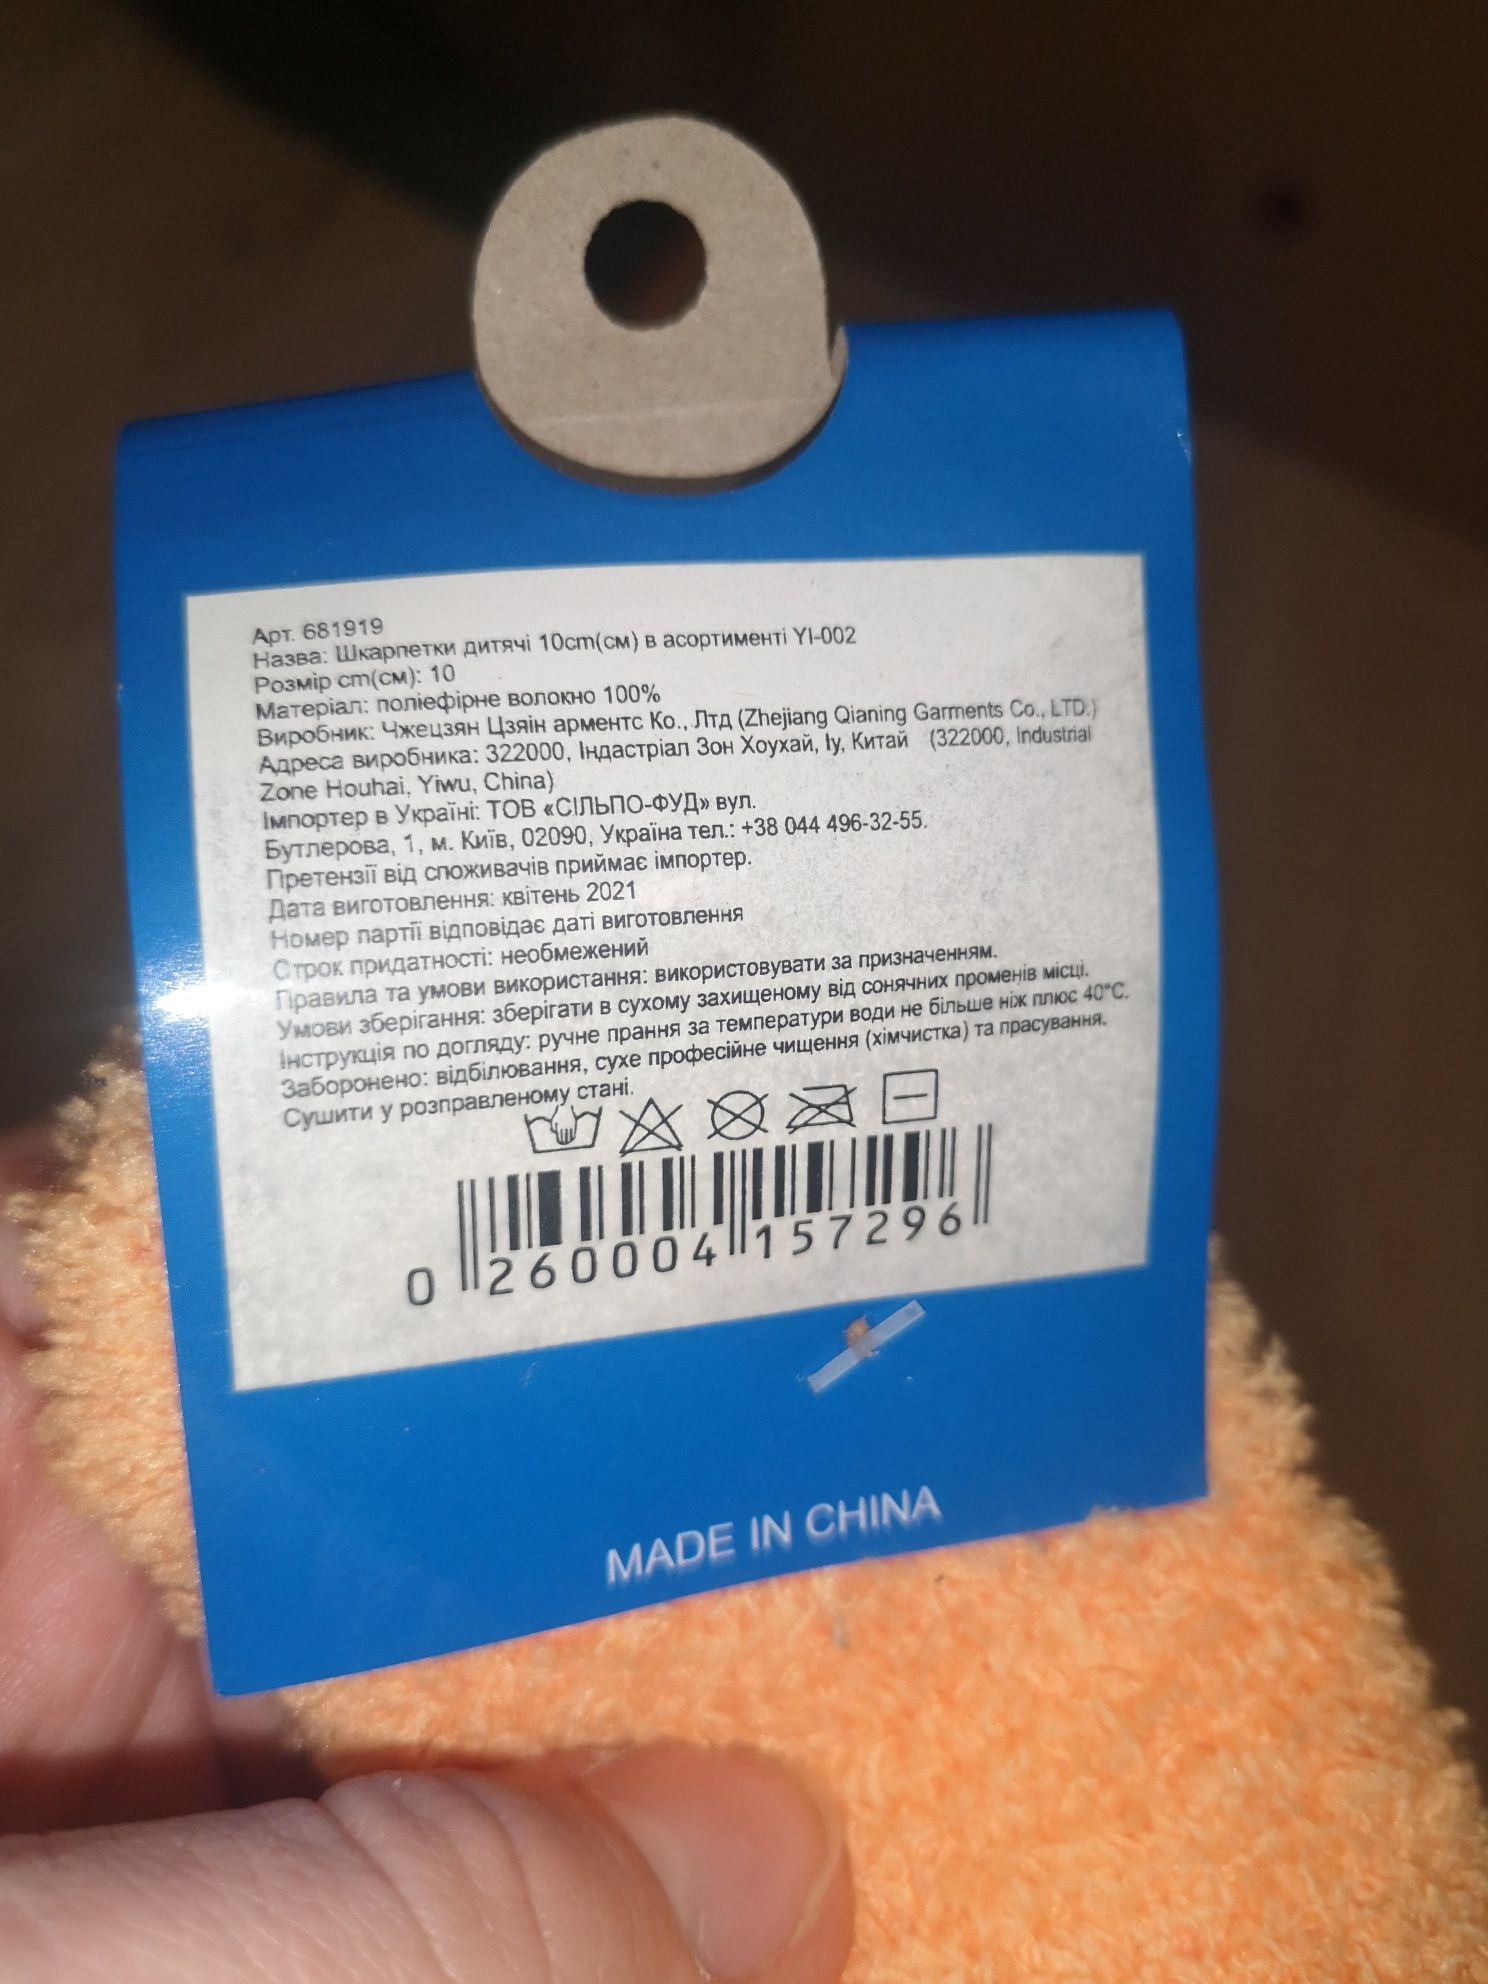 Арт. 681919
Назва: Шкарпетки дитячі 10cm(см) в асортименті YI-002
Розмір cm(см): 10
Матеріал: поліефірне волокно 100%
Виробник: Чжецзян Цзяін арментс Ко., Лтд (Zhejiang Qianing Garments Co., LTD.)
Адреса виробника: 322000, Індастріал Зон Хоухай, Іу, Китай (322000, Industrial
Zone Houhai, Yiwu, China)
Імпортер в Україні: ТОВ «СІЛЬПО-ФУД» вул.
Бутлерова, 1, м. Київ, 02090, Україна тел.: +38 044 496-32-55.
Претензії від споживачів приймає імпортер.
Дата виготовлення: квітень 2021
Номер партії відповідає даті виготовлення
Строк придатності: необмежений
Правила та умови використання: використовувати за призначенням.
Умови зберігання: зберігати в сухому захищеному від сонячних променів місці.
Інструкція по догляду: ручне прання за температури води не більше ніж плюс 40°C.
Заборонено: відбілювання, сухе професійне чищення (хімчистка) та прасування.
Сушити у розправленому стані.
0 260004 157296
MADE IN CHINA